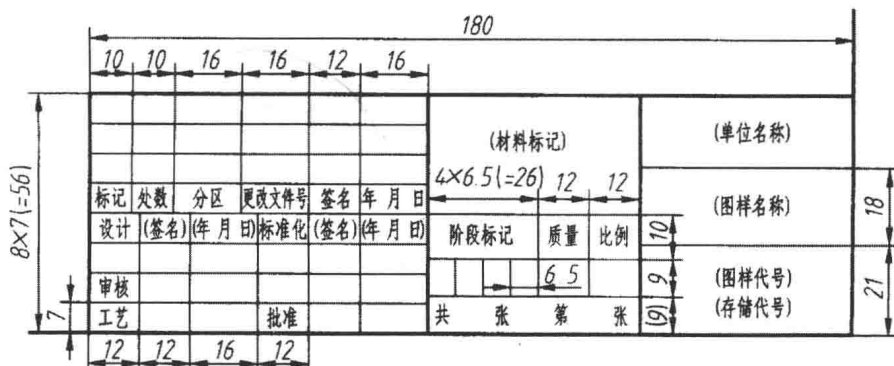 180
10 10 16 16 12 16
(材料标记)
(单位名称)
4×6.5(=26) 12 12
8×7(=56)
标记 处数 分区 更改文件号 签名 年 月 日
(图样名称)
18
设计 (签名) (年 月 日) 标准化 (签名) (年 月 日)
阶段标记 质量 比例
10
6 5
9
(图样代号)
21
审核
(存储代号)
7
工艺 批准
共 张 第 张
(9)
12 12 16 12